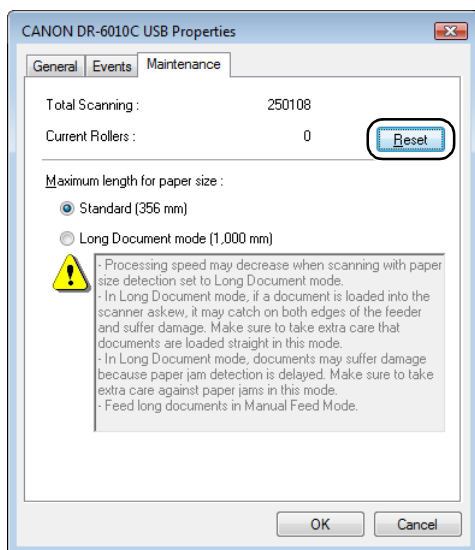 CANON DR-6010C USB Properties
General Events Maintenance
Total Scanning : 250108
Current Rollers : 0 Reset
Maximum length for paper size :
Standard (356 mm)
Long Document mode (1,000 mm)
- Processing speed may decrease when scanning with paper
size detection set to Long Document mode.
- In Long Document mode, if a document is loaded into the
scanner askew, it may catch on both edges of the feeder
and suffer damage. Make sure to take extra care that
documents are loaded straight in this mode.
- In Long Document mode, documents may suffer damage
because paper jam detection is delayed. Make sure to take
extra care against paper jams in this mode.
- Feed long documents in Manual Feed Mode.
OK Cancel